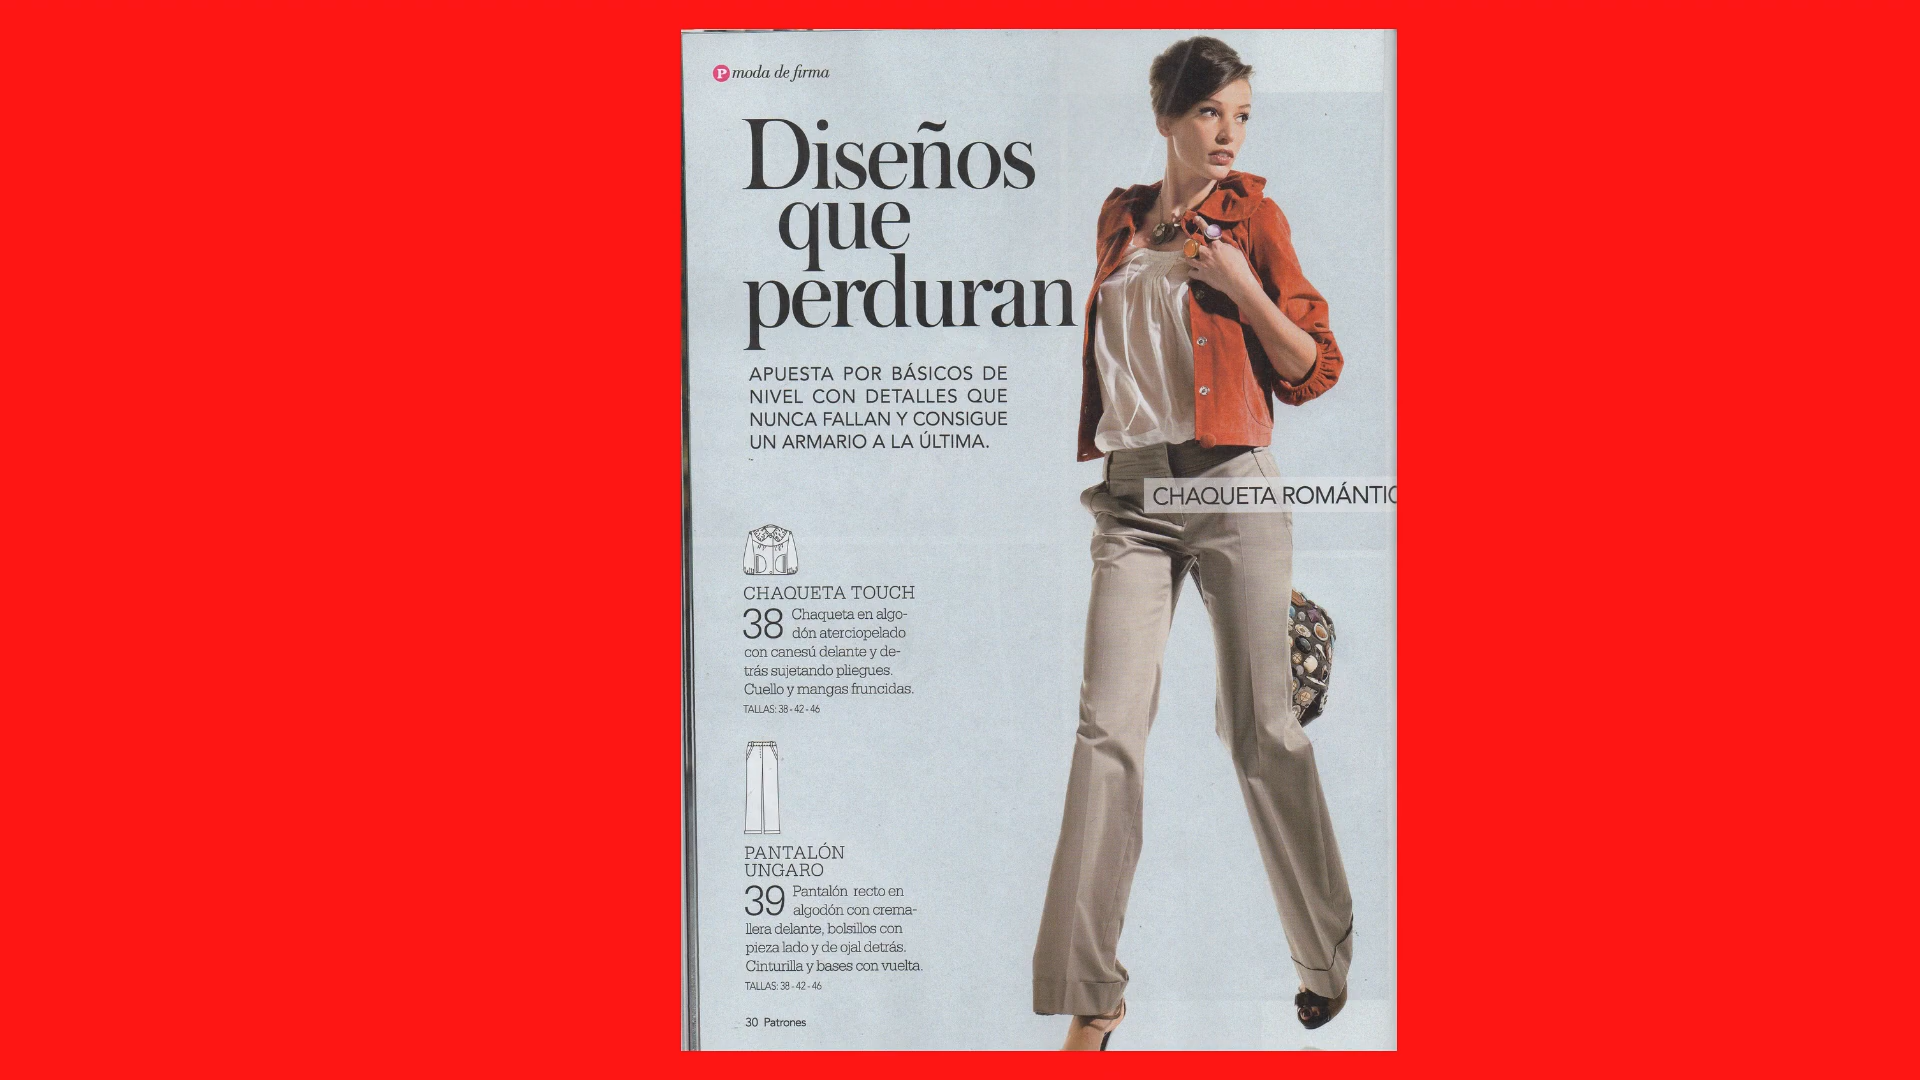 P moda de firma
Diseños
que
perduran
APUESTA POR BÁSICOS DE
NIVEL CON DETALLES QUE
NUNCA FALLAN Y CONSIGUE
UN ARMARIO A LA ÚLTIMA.
CHAQUETA ROMÁNTIC
CHAQUETA TOUCH
38 Chaqueta en algo-
dón aterciopelado
con canesú delante y de-
trás sujetando pliegues.
Cuello y mangas fruncidas.
TALLAS: 38 - 42 - 46
PANTALÓN
UNGARO
39 Pantalón recto en
algodón con crema-
llera delante, bolsillos con
pieza lado y de ojal detrás.
Cinturilla y bases con vuelta.
TALLAS: 38 - 42 - 46
30 Patrones